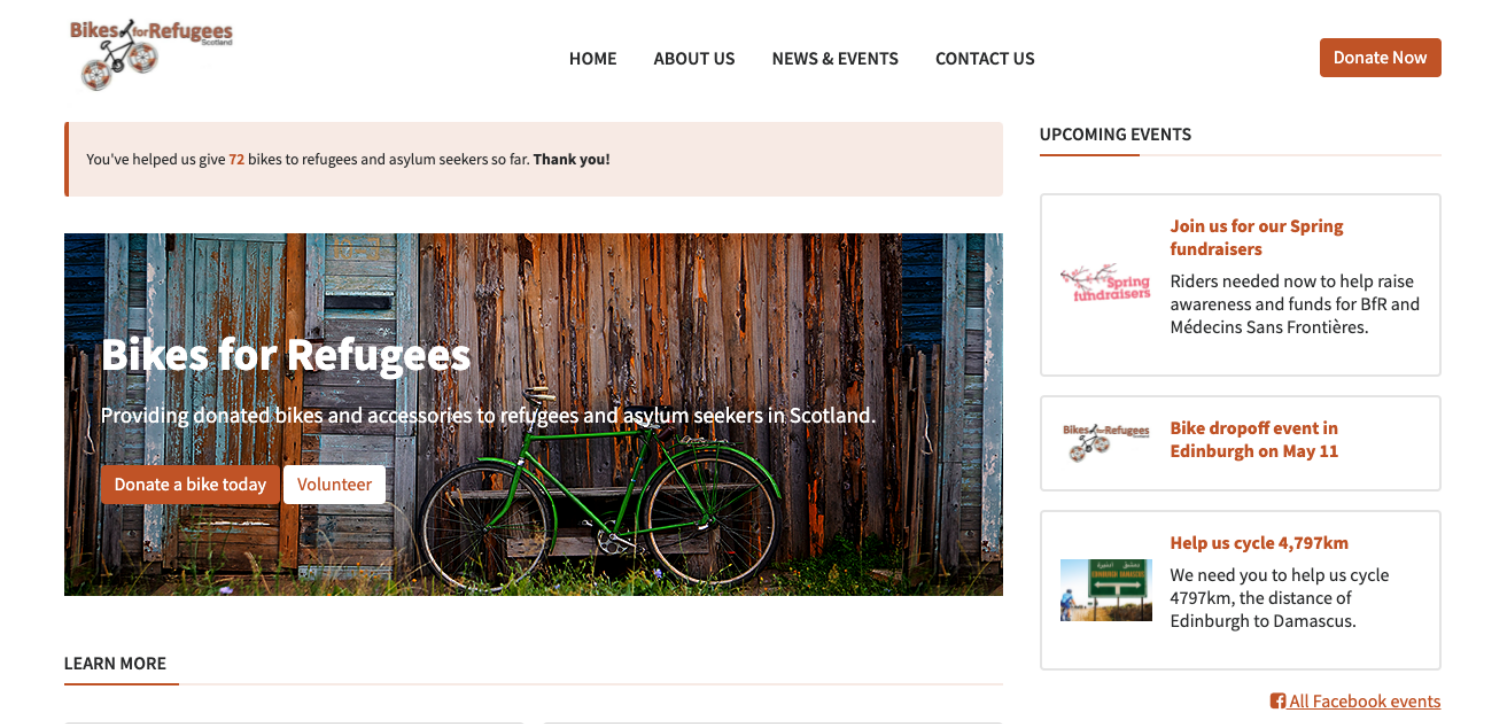 Bikes for Refugees
Scotland
HOME
ABOUT US
NEWS & EVENTS
CONTACT US
Donate Now
You've helped us give 72 bikes to refugees and asylum seekers so far. Thank you!
Bikes for Refugees
Providing donated bikes and accessories to refugees and asylum seekers in Scotland.
Donate a bike today
Volunteer
LEARN MORE
UPCOMING EVENTS
Spring
fundraisers
Join us for our Spring
fundraisers
Riders needed now to help raise
awareness and funds for BfR and
Médecins Sans Frontières.
Bikes for Refugees
Bike dropoff event in
Edinburgh on May 11
EDINBURGH DAMASCUS
Help us cycle 4,797km
We need you to help us cycle
4797km, the distance of
Edinburgh to Damascus.
All Facebook events